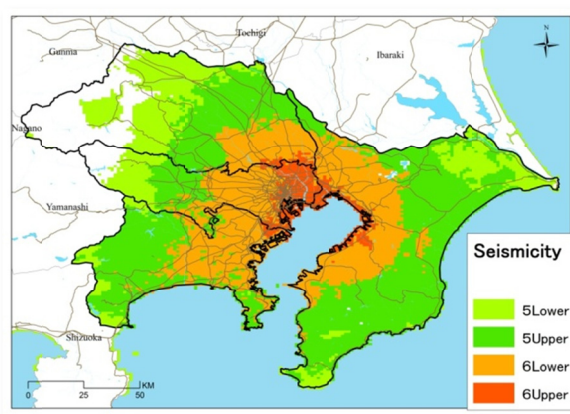 N
Tochigi
Gunma
Ibaraki
Nagano
Yamanashi
Shizuoka
0 25 50 KM
Seismicity
5Lower
5Upper
6Lower
6Upper